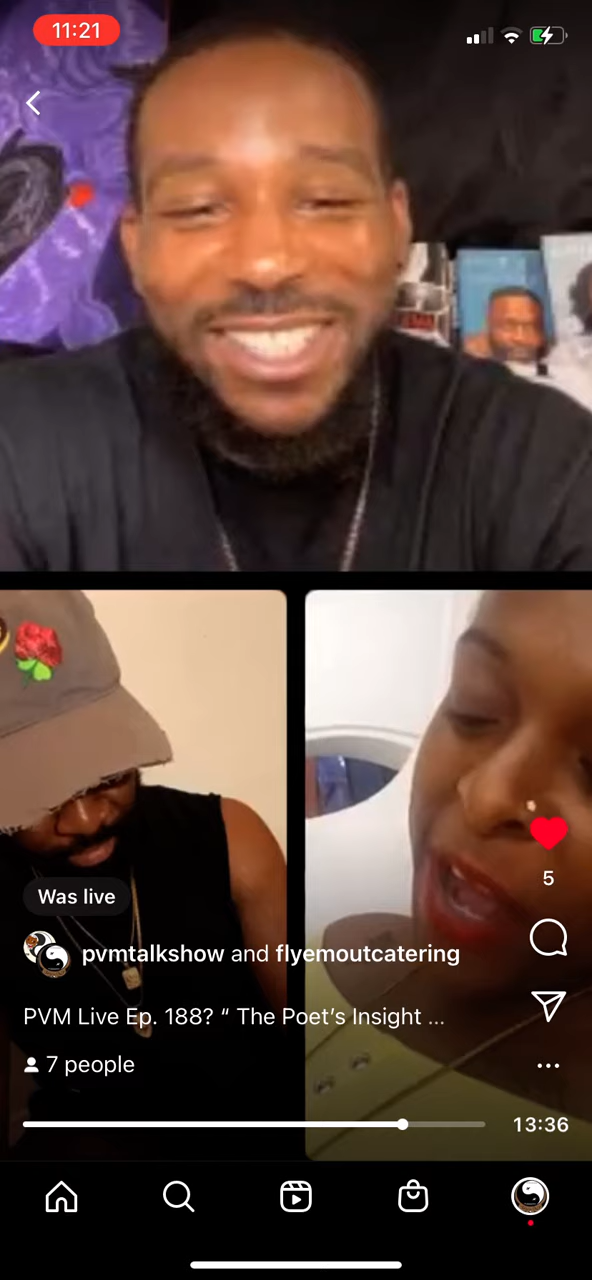 11:21
Was live
5
pvmtalkshow and flyemoutcatering
PVM Live Ep. 188? “ The Poet’s Insight ...
7 people
13:36